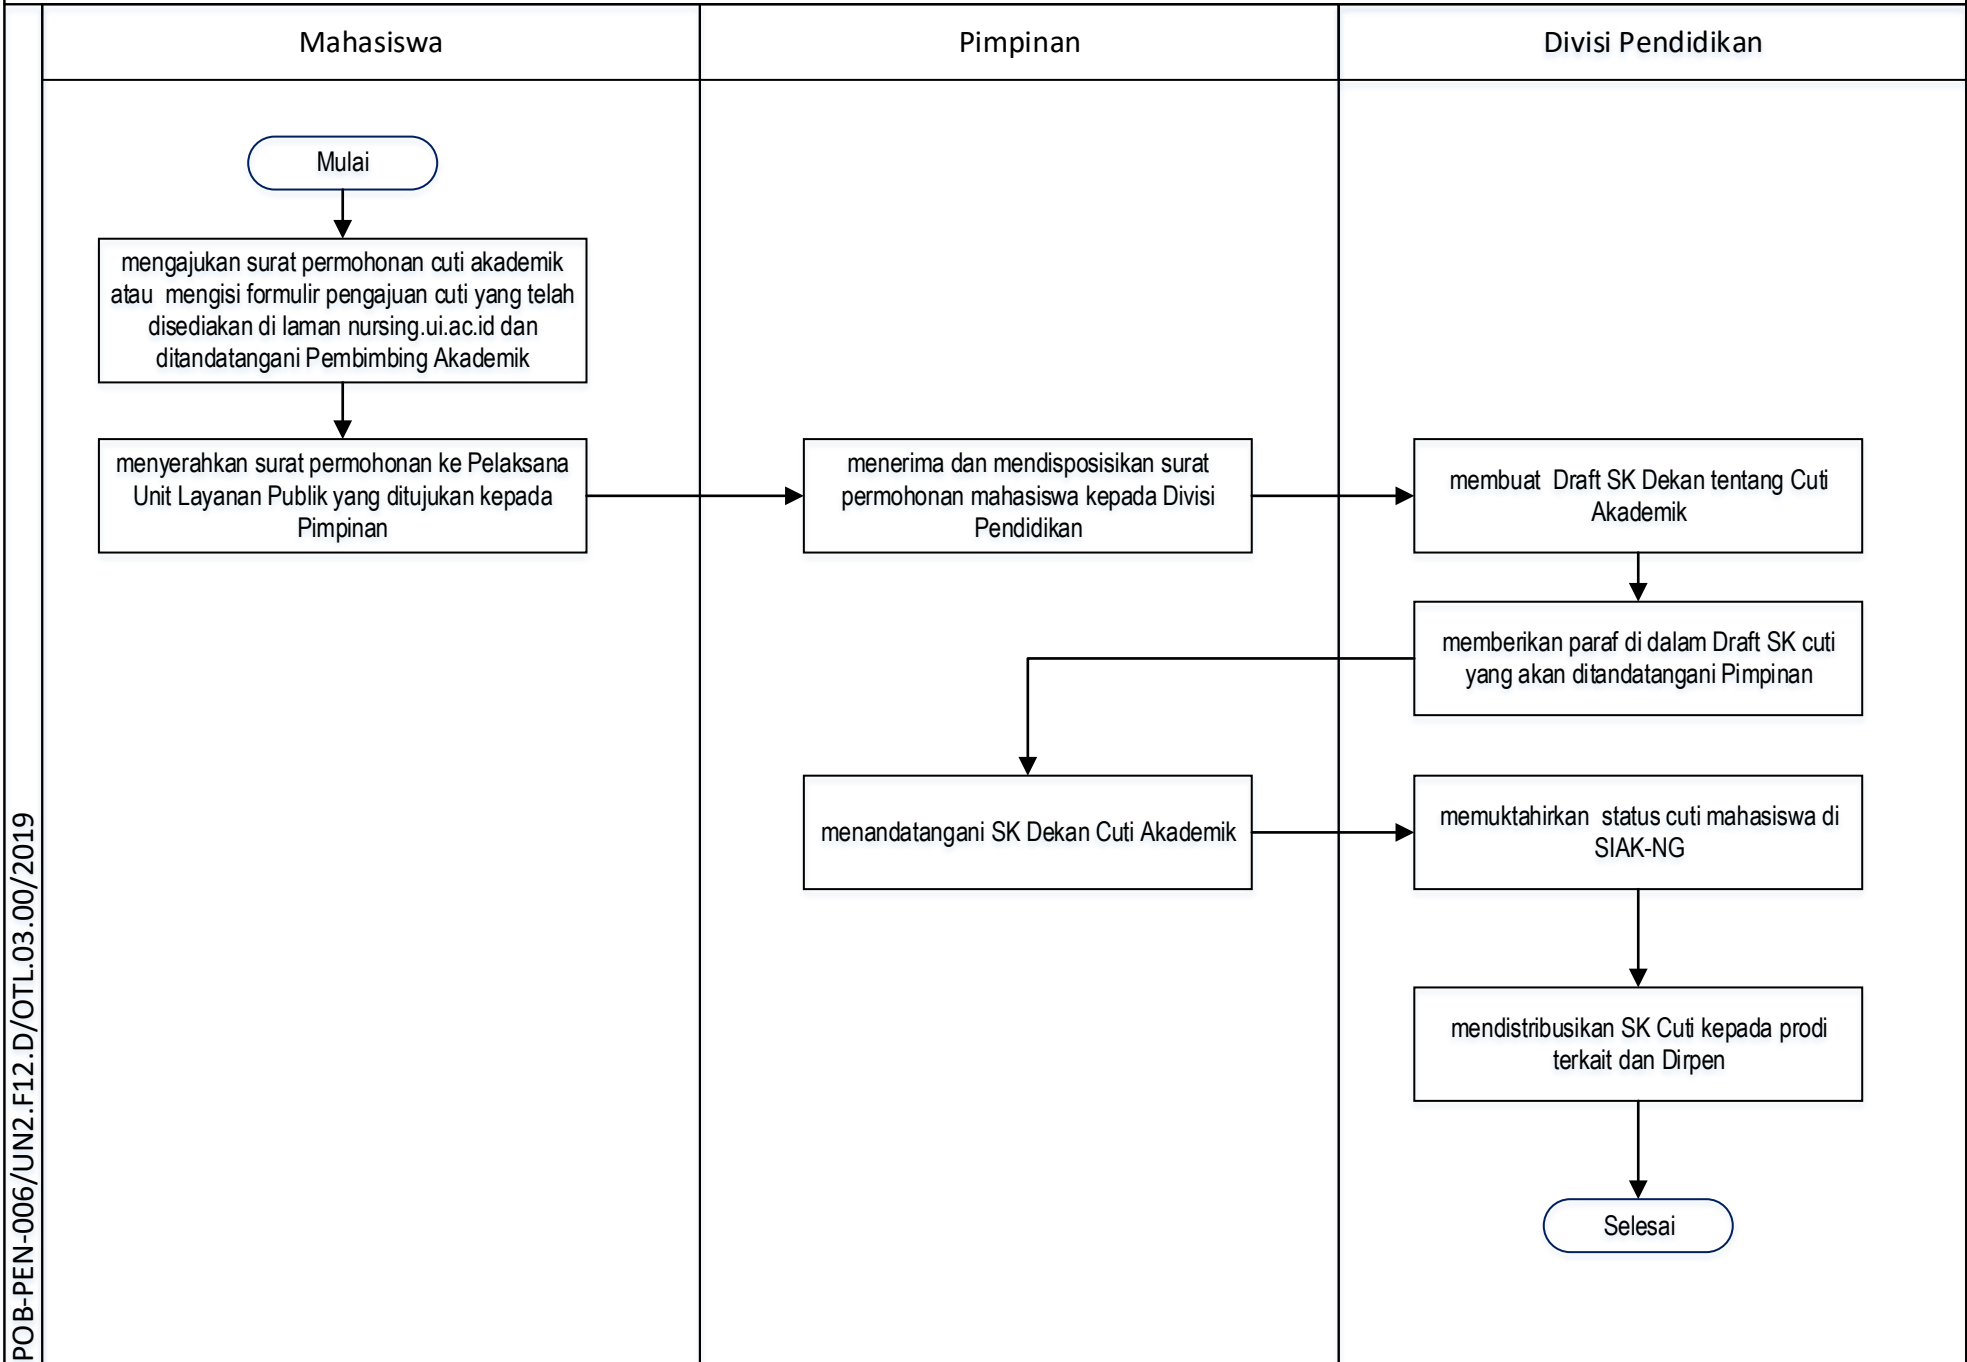 Mahasiswa
Pimpinan
Divisi Pendidikan
Mulai
mengajukan surat permohonan cuti akademik
atau mengisi formulir pengajuan cuti yang telah
disediakan di laman nursing.ui.ac.id dan
ditandatangani Pembimbing Akademik
menyerahkan surat permohonan ke Pelaksana
Unit Layanan Publik yang ditujukan kepada
Pimpinan
menerima dan mendisposisikan surat
permohonan mahasiswa kepada Divisi
Pendidikan
membuat Draft SK Dekan tentang Cuti
Akademik
memberikan paraf di dalam Draft SK cuti
yang akan ditandatangani Pimpinan
menandatangani SK Dekan Cuti Akademik
memuktahirkan status cuti mahasiswa di
SIAK-NG
mendistribusikan SK Cuti kepada prodi
terkait dan Dirpen
Selesai
POB-PEN-006/UN2.F12.D/OTL.03.00/2019